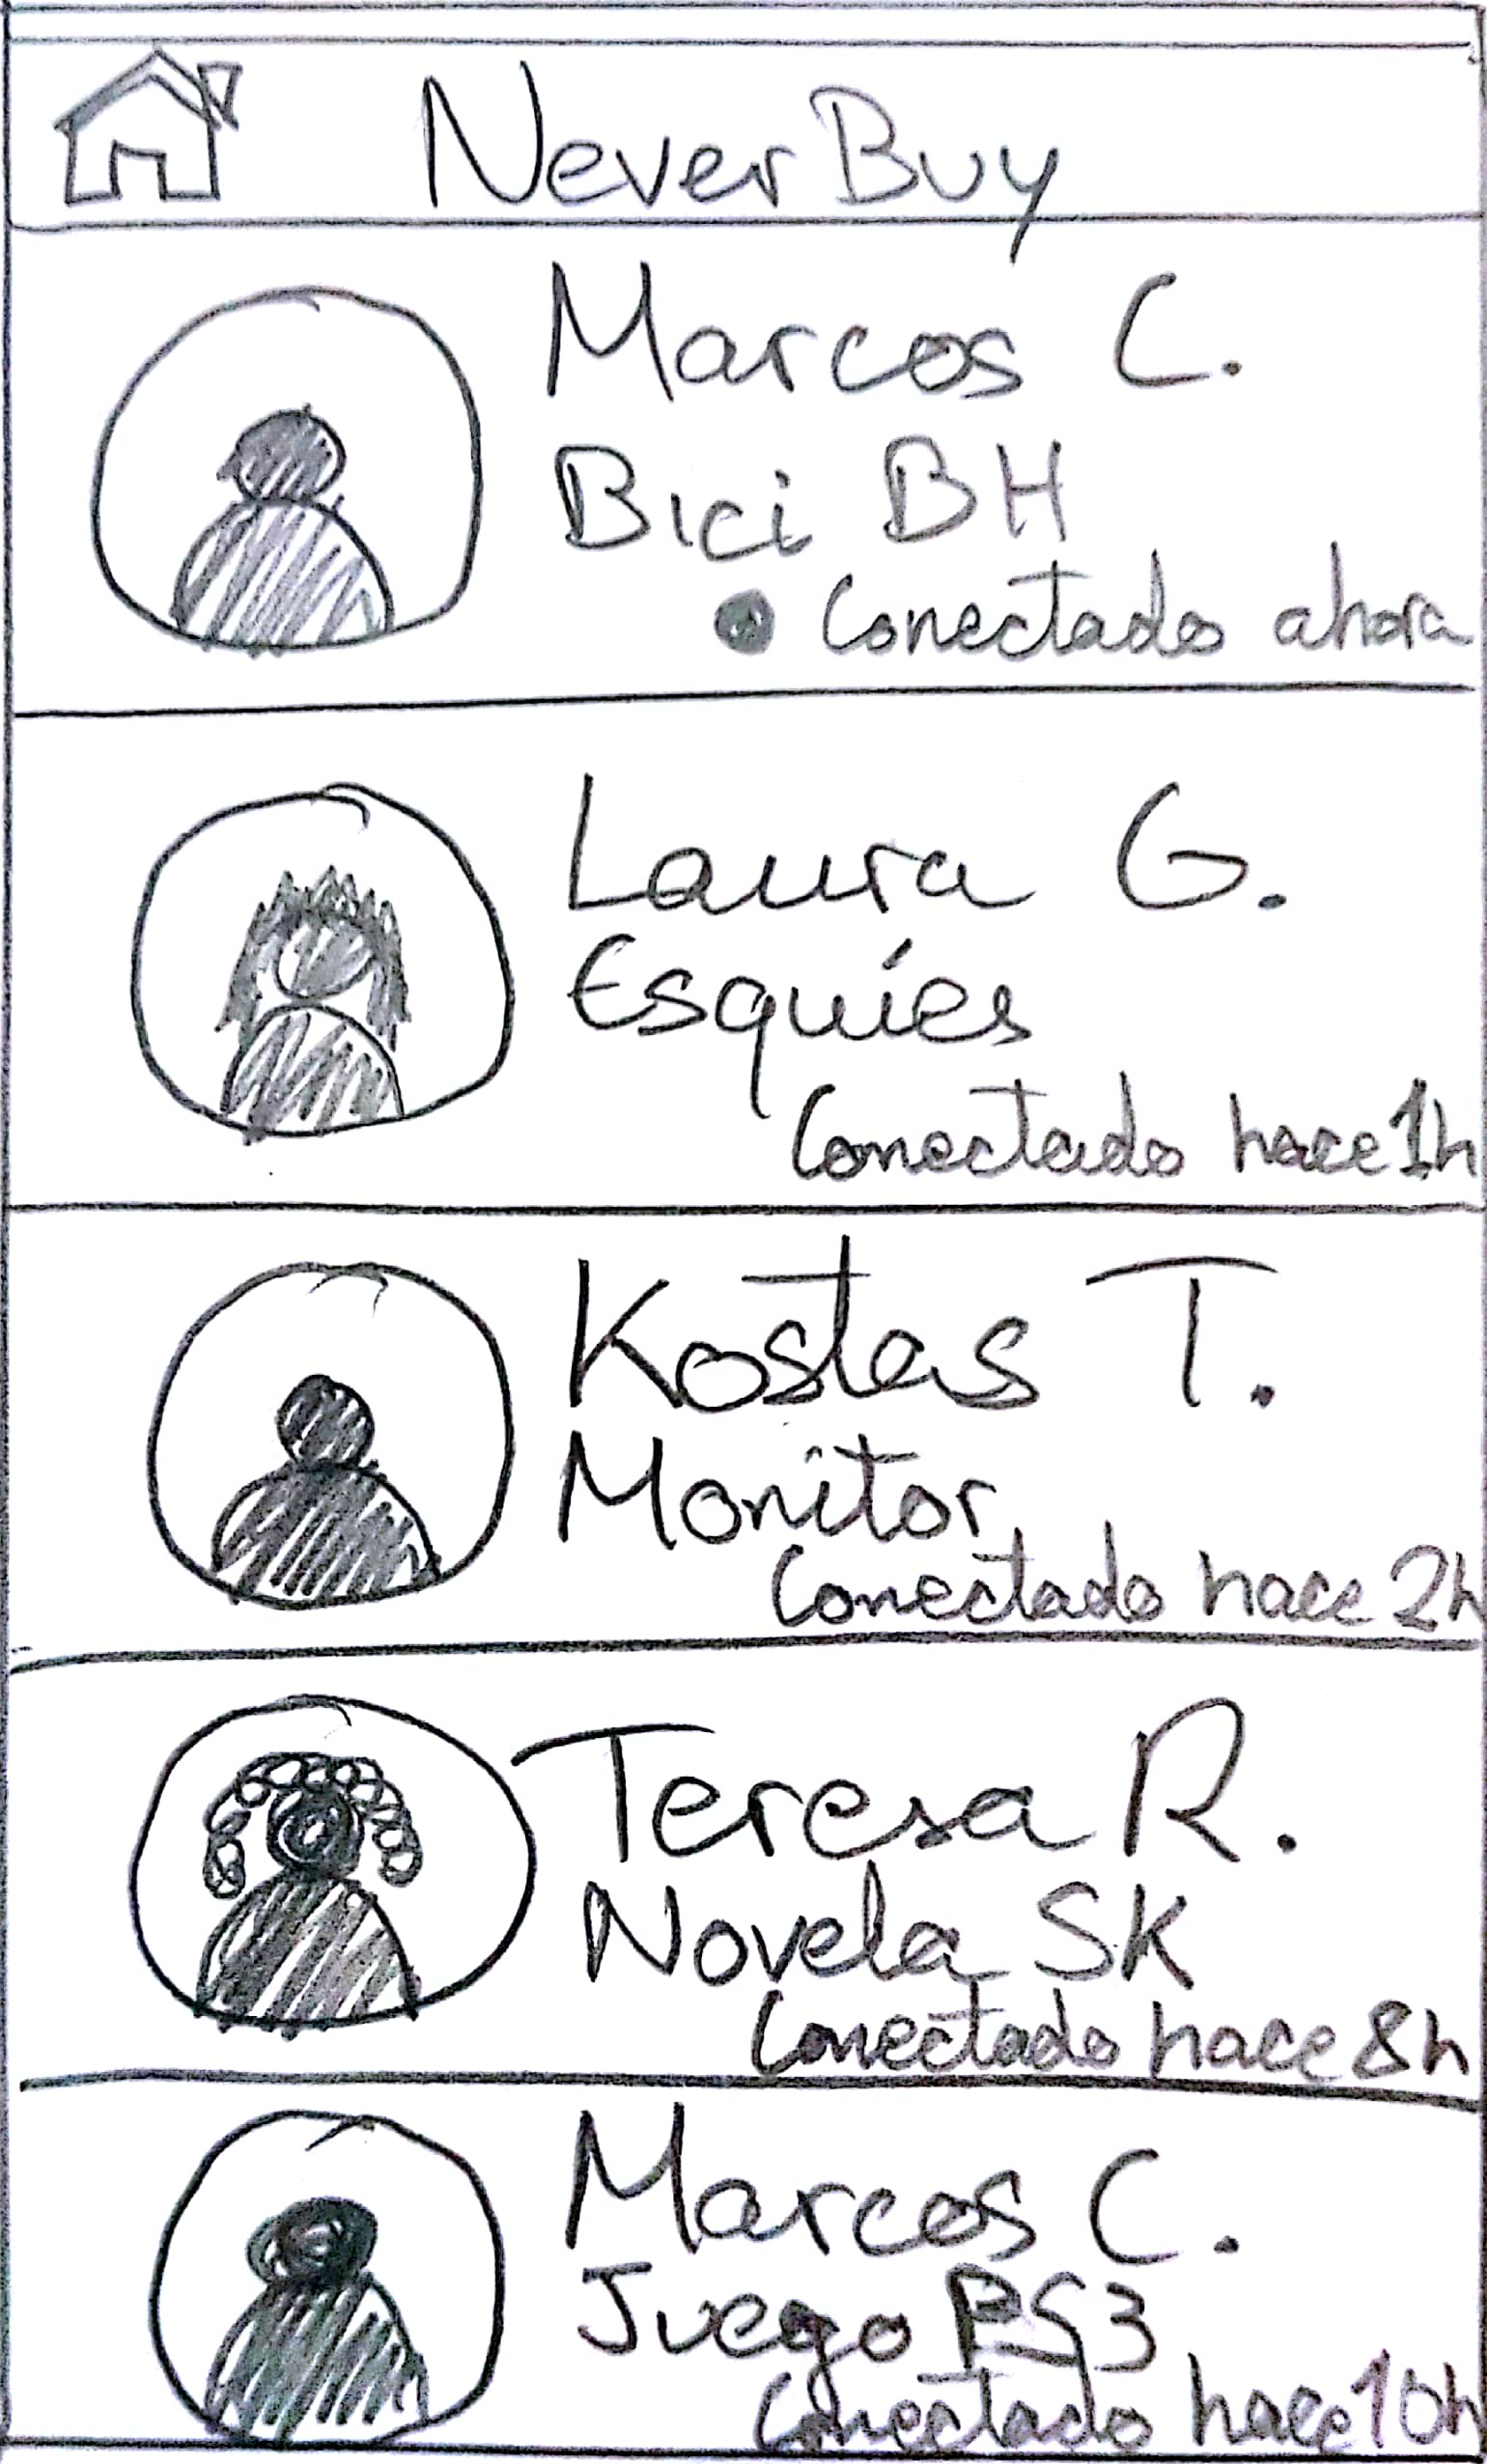 NeverBuy
Marcos C.
Bici BH
Conectado ahora
Laura G.
Esquíes
Conectado hace 1h
Kostas T.
Monitor
Conectado hace 2h
Teresa R.
Novela SK
Conectado hace 8h
Marcos C.
Juego PS3
Conectado hace 10h